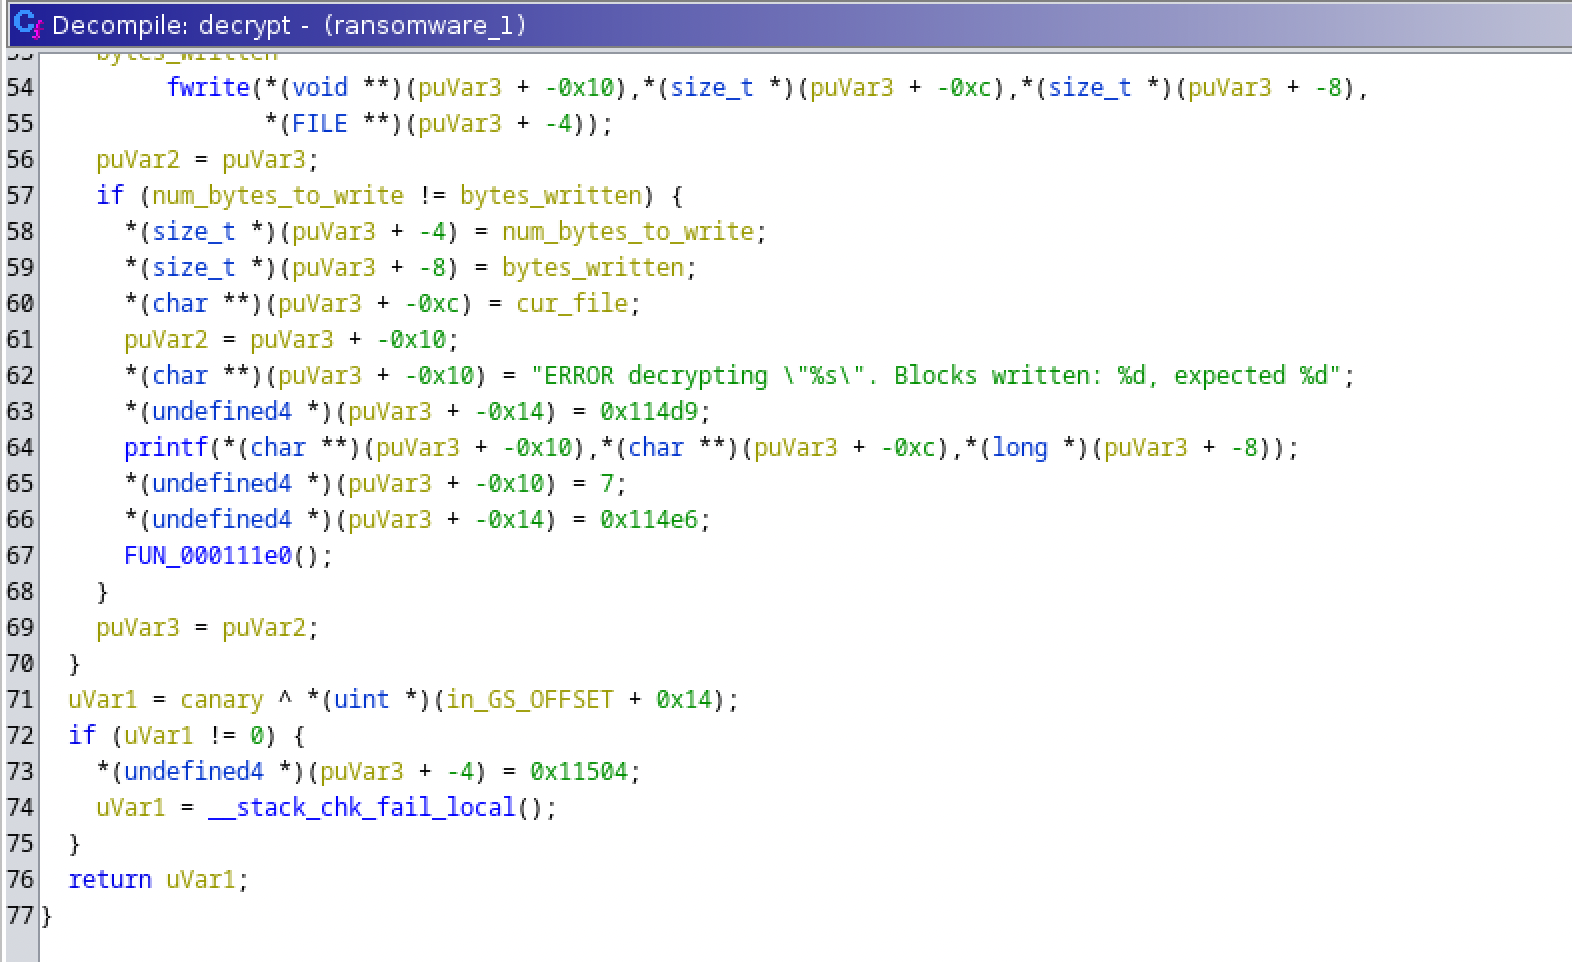 Decompile: decrypt - (ransomware_1)
53 bytes_written
54 fwrite(*(void **)(puVar3 + -0x10),*(size_t *)(puVar3 + -0xc),*(size_t *)(puVar3 + -8),
55 *(FILE **)(puVar3 + -4));
56 puVar2 = puVar3;
57 if (num_bytes_to_write != bytes_written) {
58 *(size_t *)(puVar3 + -4) = num_bytes_to_write;
59 *(size_t *)(puVar3 + -8) = bytes_written;
60 *(char **)(puVar3 + -0xc) = cur_file;
61 puVar2 = puVar3 + -0x10;
62 *(char **)(puVar3 + -0x10) = "ERROR decrypting \"%s\". Blocks written: %d, expected %d";
63 *(undefined4 *)(puVar3 + -0x14) = 0x114d9;
64 printf(*(char **)(puVar3 + -0x10),*(char **)(puVar3 + -0xc),*(long *)(puVar3 + -8));
65 *(undefined4 *)(puVar3 + -0x10) = 7;
66 *(undefined4 *)(puVar3 + -0x14) = 0x114e6;
67 FUN_000111e0();
68 }
69 puVar3 = puVar2;
70 }
71 uVar1 = canary ^ *(uint *)(in_GS_OFFSET + 0x14);
72 if (uVar1 != 0) {
73 *(undefined4 *)(puVar3 + -4) = 0x11504;
74 uVar1 = __stack_chk_fail_local();
75 }
76 return uVar1;
77 }